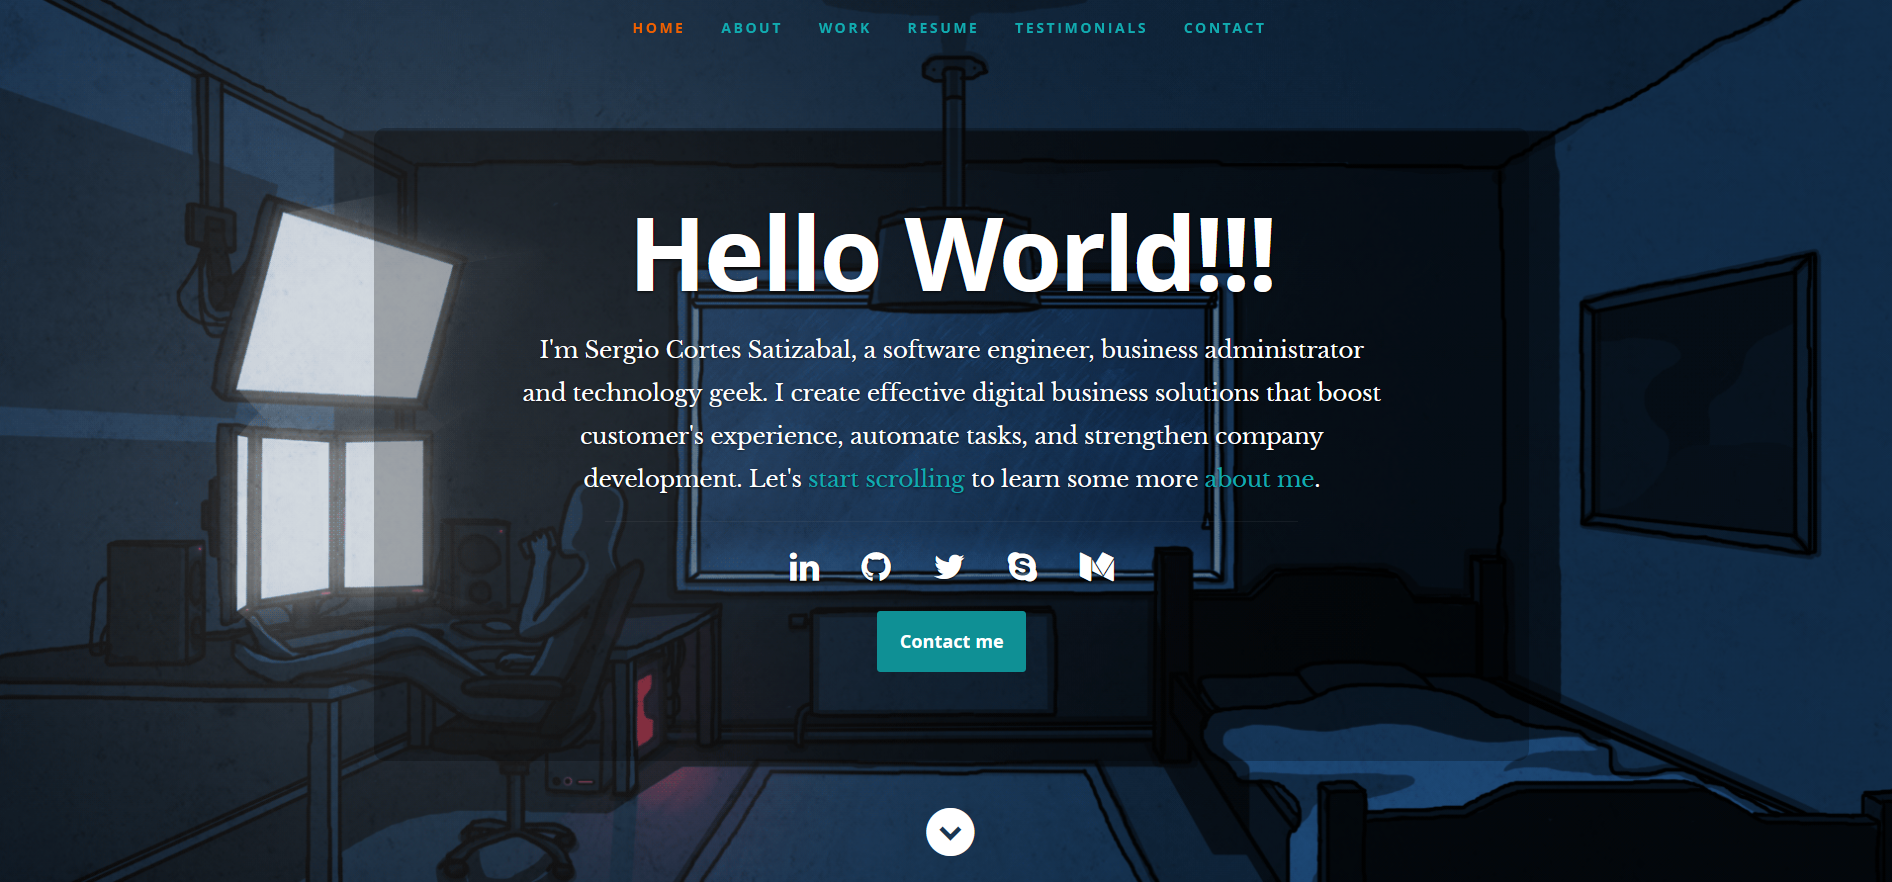 HOME ABOUT WORK RESUME TESTIMONIALS CONTACT
Hello World!!!
I'm Sergio Cortes Satizabal, a software engineer, business administrator
and technology geek. I create effective digital business solutions that boost
customer's experience, automate tasks, and strengthen company
development. Let's start scrolling to learn some more about me.
Contact me